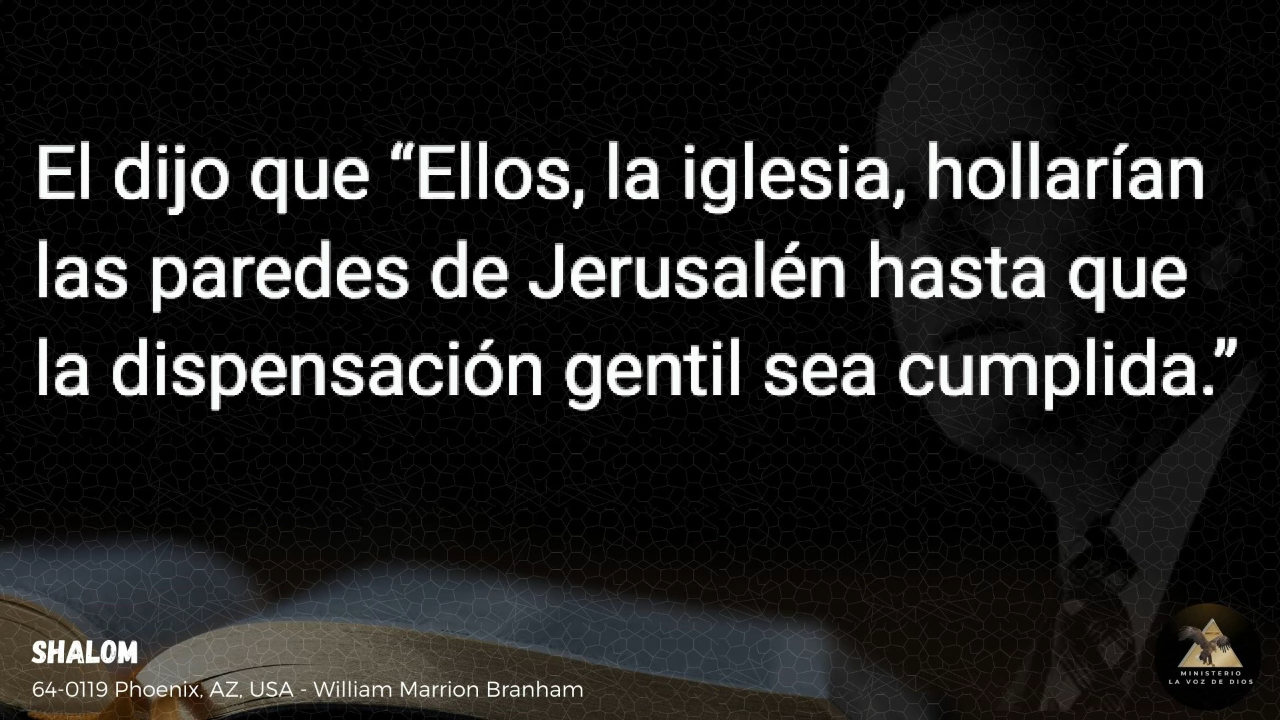 El dijo que “Ellos, la iglesia, hollarían
las paredes de Jerusalén hasta que
la dispensación gentil sea cumplida.”
SHALOM
64-0119 Phoenix, AZ, USA - William Marrion Branham
MINISTERIO
LA VOZ DE DIOS